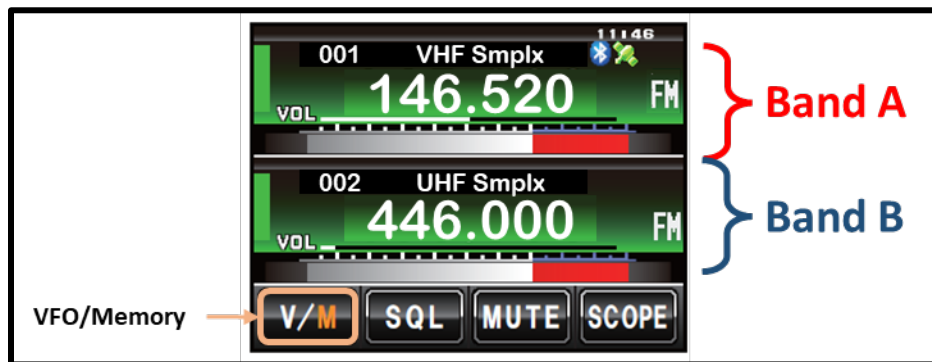 11:46
001 VHF Smplx
146.520 FM
VOL
Band A
002 UHF Smplx
446.000 FM
VOL
Band B
VFO/Memory
V/M SQL MUTE SCOPE